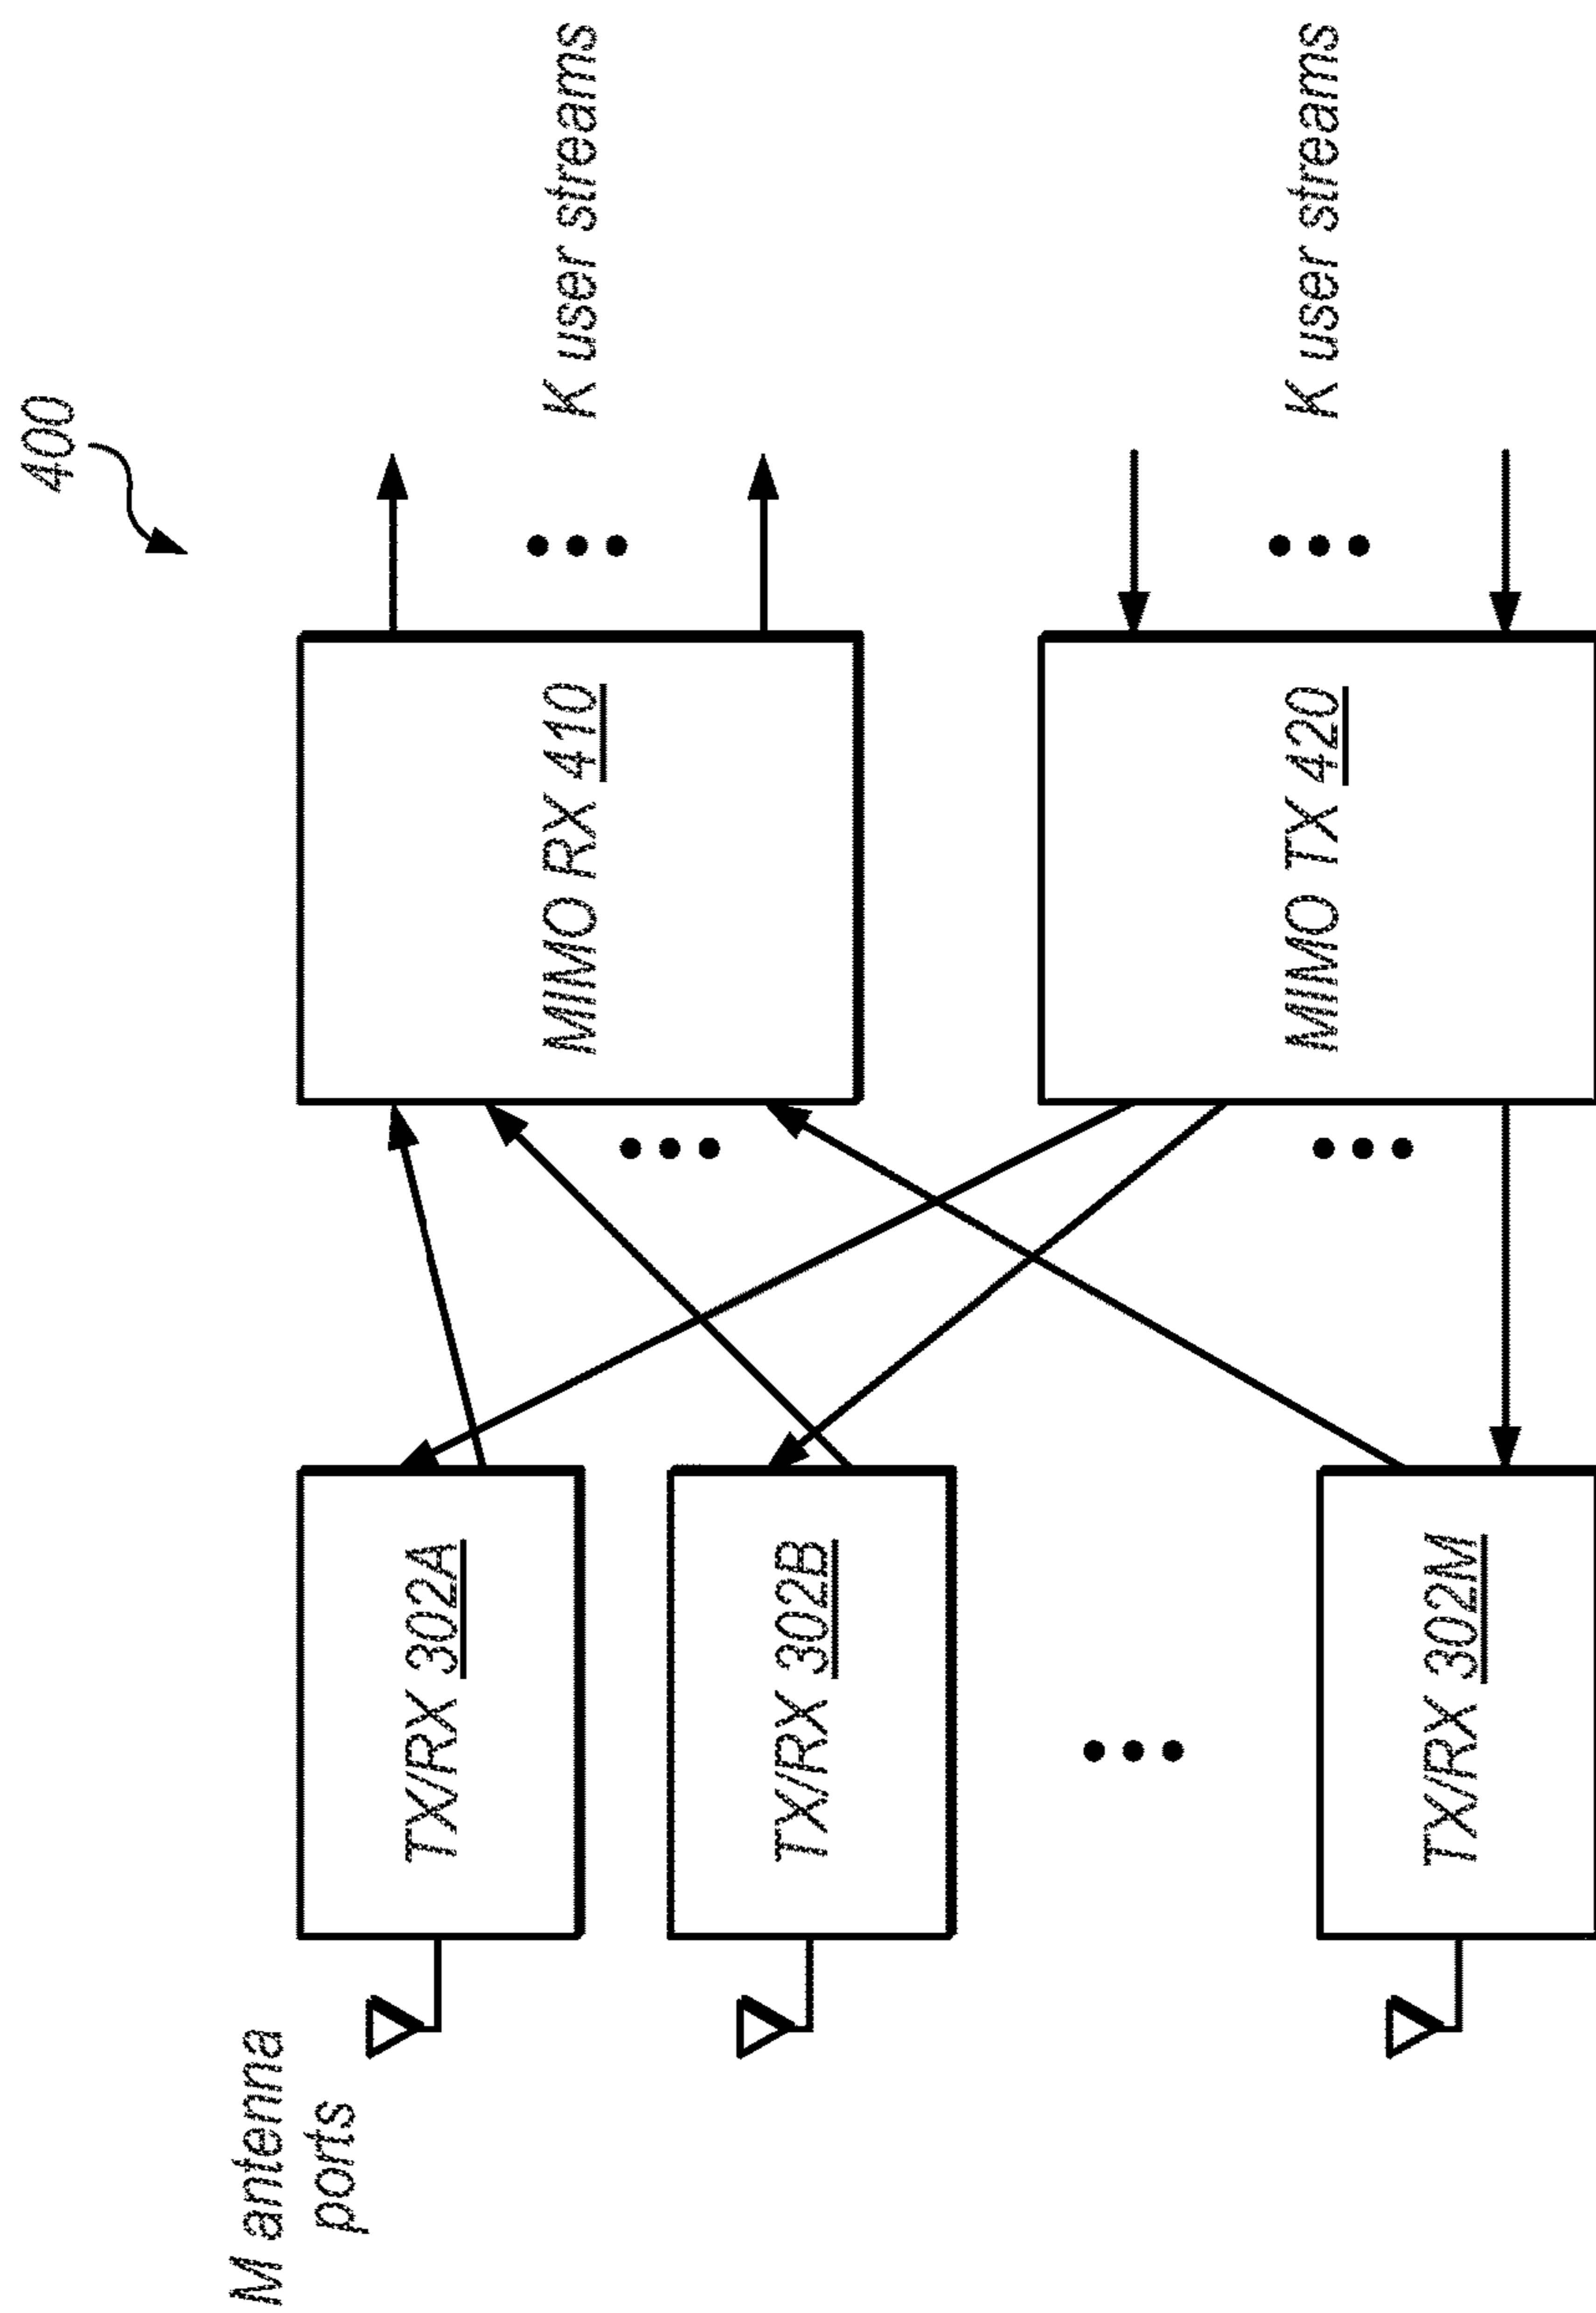 400
M antenna
ports
TX/RX 302A
TX/RX 302B
TX/RX 302M
MIMO RX 410
MIMO TX 420
K user streams
K user streams